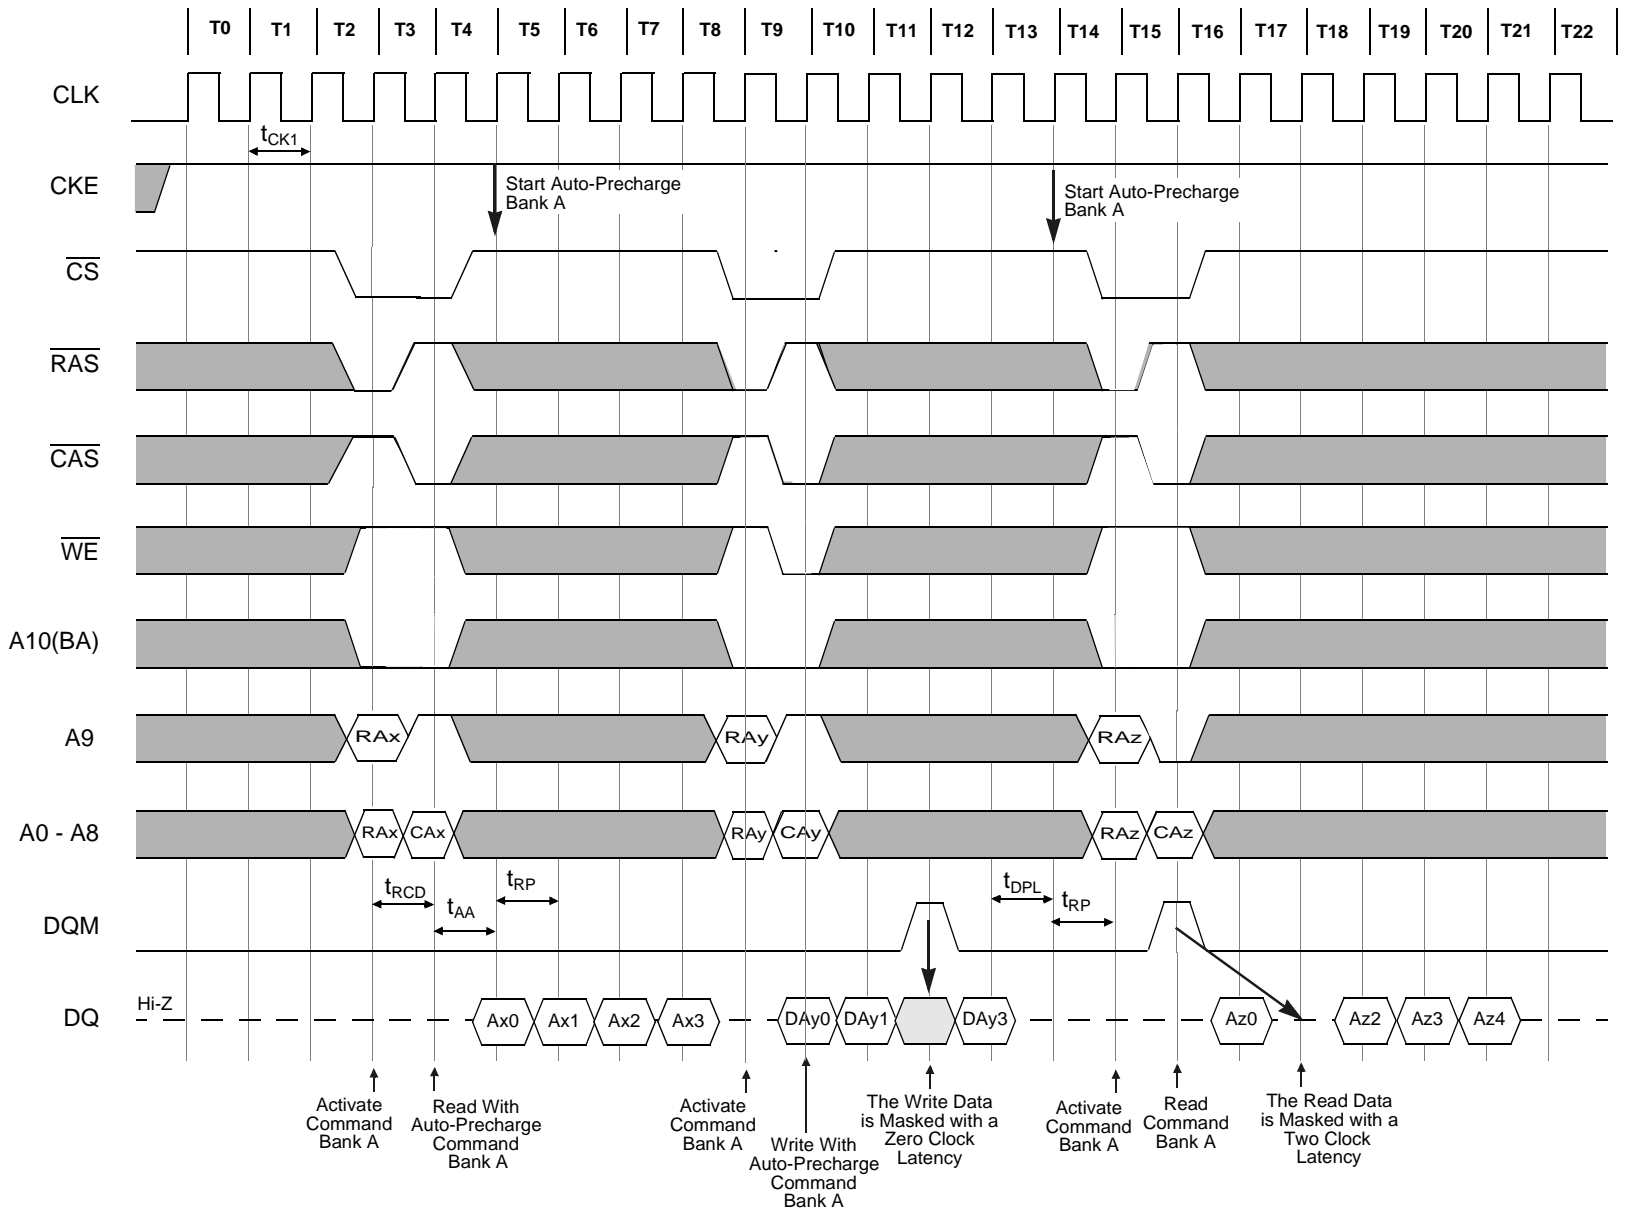 T0 T1 T2 T3 T4 T5 T6 T7 T8 T9 T10 T11 T12 T13 T14 T15 T16 T17 T18 T19 T20 T21 T22
CLK
tCK1
CKE
Start Auto-Precharge
Bank A
Start Auto-Precharge
Bank A
CS
RAS
CAS
WE
A10(BA)
A9
RAx RAy RAz
A0 - A8
RAx CAx RAy CAy RAz CAz
tRCD tAA tRP tDPL tRP
DQM
Hi-Z
DQ
Ax0 Ax1 Ax2 Ax3 DAy0 DAy1 DAy3 Az0 Az2 Az3 Az4
Activate
Command
Bank A
Read With
Auto-Precharge
Command
Bank A
Activate
Command
Bank A
Write With
Auto-Precharge
Command
Bank A
The Write Data
is Masked with a
Zero Clock
Latency
Activate
Command
Bank A
Read
Command
Bank A
The Read Data
is Masked with a
Two Clock
Latency